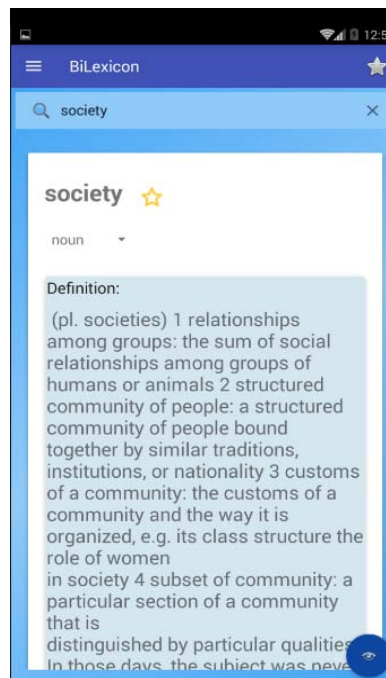 12:5
BiLexicon
society
society
noun
Definition:
(pl. societies) 1 relationships
among groups: the sum of social
relationships among groups of
humans or animals 2 structured
community of people: a structured
community of people bound
together by similar traditions,
institutions, or nationality 3 customs
of a community: the customs of a
community and the way it is
organized, e.g. its class structure the
role of women
in society 4 subset of community: a
particular section of a community
that is
distinguished by particular qualities
In those days, the subject was neve